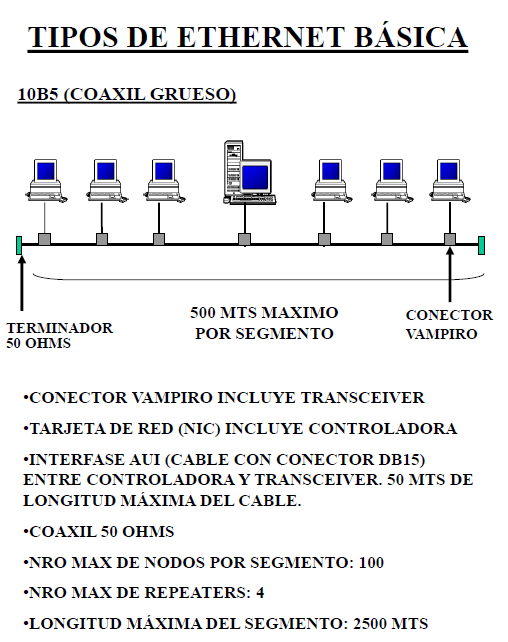 TIPOS DE ETHERNET BÁSICA
10B5 (COAXIL GRUESO)
TERMINADOR
50 OHMS
500 MTS MAXIMO
POR SEGMENTO
CONECTOR
VAMPIRO
•CONECTOR VAMPIRO INCLUYE TRANSCEIVER
•TARJETA DE RED (NIC) INCLUYE CONTROLADORA
•INTERFASE AUI (CABLE CON CONECTOR DB15)
ENTRE CONTROLADORA Y TRANSCEIVER. 50 MTS DE
LONGITUD MÁXIMA DEL CABLE.
•COAXIL 50 OHMS
•NRO MAX DE NODOS POR SEGMENTO: 100
•NRO MAX DE REPEATERS: 4
•LONGITUD MÁXIMA DEL SEGMENTO: 2500 MTS